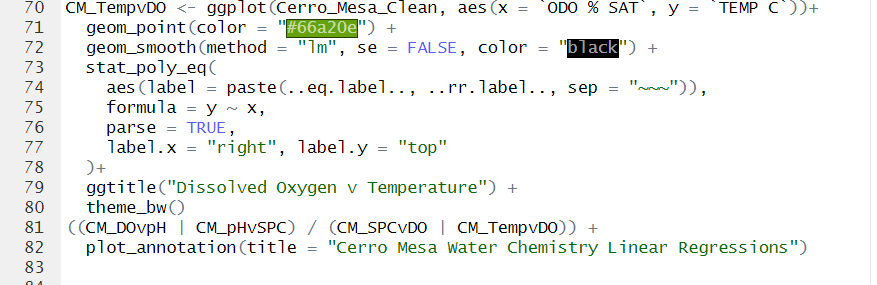 70 CM_TempvDO <- ggplot(Cerro_Mesa_Clean, aes(x = `ODO % SAT`, y = `TEMP C`))+
71 geom_point(color = "#66a20e") +
72 geom_smooth(method = "lm", se = FALSE, color = "black") +
73 stat_poly_eq(
74 aes(label = paste(..eq.label.., ..rr.label.., sep = "~~~")),
75 formula = y ~ x,
76 parse = TRUE,
77 label.x = "right", label.y = "top"
78 )+
79 ggtitle("Dissolved Oxygen v Temperature") +
80 theme_bw()
81 ((CM_DOvpH | CM_pHvSPC) / (CM_SPCvDO | CM_TempvDO)) +
82 plot_annotation(title = "Cerro Mesa Water Chemistry Linear Regressions")
83